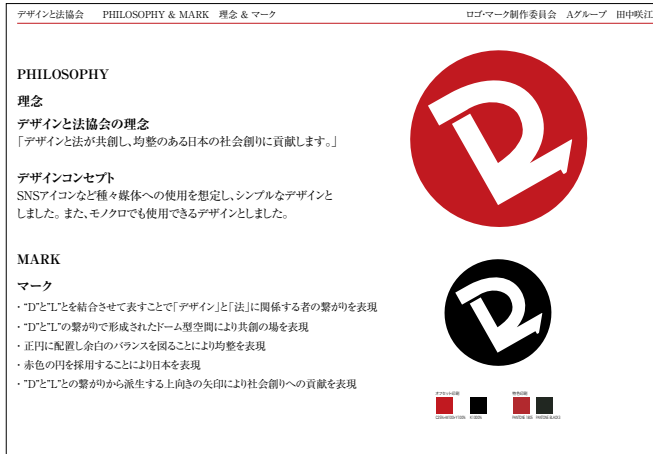 デザインと法協会 PHILOSOPHY & MARK 理念 & マーク ロゴ・マーク制作委員会 Aグループ 田中咲江
PHILOSOPHY
理念
デザインと法協会の理念
「デザインと法が共創し、均整のある日本の社会創りに貢献します。」
デザインコンセプト
SNSアイコンなど種々媒体への使用を想定し、シンプルなデザインと
しました。また、モノクロでも使用できるデザインとしました。
MARK
マーク
・“D”と“L”とを結合させて表すことで「デザイン」と「法」に関係する者の繋がりを表現
・“D”と“L”の繋がりで形成されたドーム型空間により共創の場を表現
・正円に配置し余白のバランスを図ることにより均整を表現
・赤色の円を採用することにより日本を表現
・”D”と“L”との繋がりから派生する上向きの矢印により社会創りへの貢献を表現
オフセット印刷 特色印刷